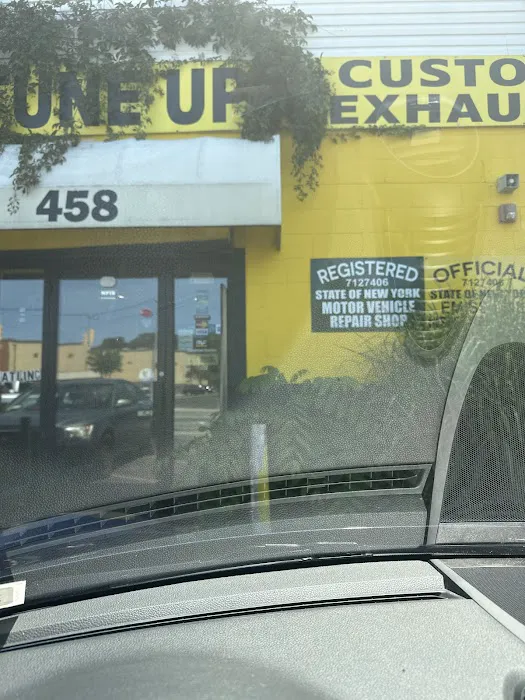 UNE UP
CUSTO
EXHAU
458
REGISTERED
7127406
STATE OF NEW YORK
MOTOR VEHICLE
REPAIR SHOP
OFFICIAL
7127406
STATE OF NEW YORK